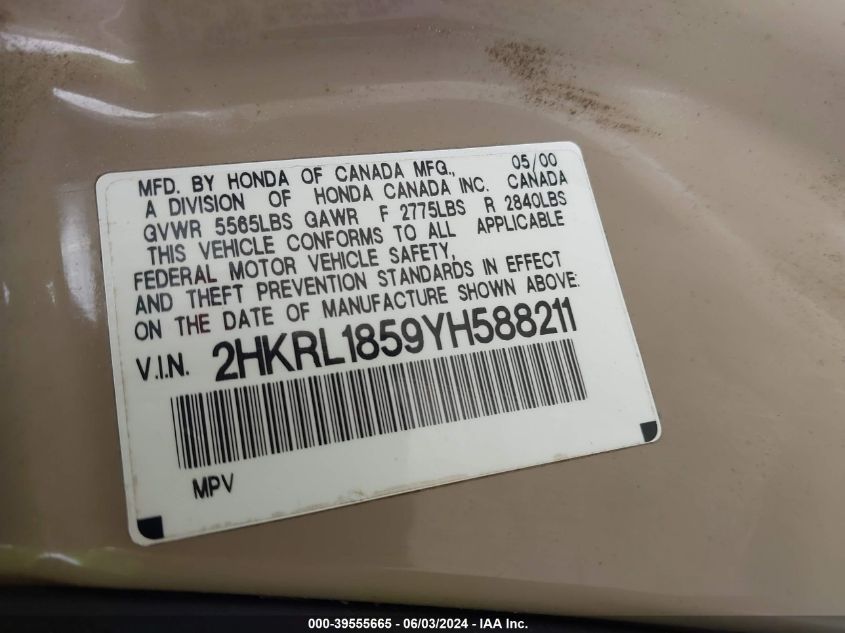 MFD. BY HONDA OF CANADA MFG., 05/00
A DIVISION OF HONDA CANADA INC. CANADA
GVWR 5565LBS GAWR F 2775LBS R 2840LBS
THIS VEHICLE CONFORMS TO ALL APPLICABLE
FEDERAL MOTOR VEHICLE SAFETY,
AND THEFT PREVENTION STANDARDS IN EFFECT
ON THE DATE OF MANUFACTURE SHOWN ABOVE:
V.I.N. 2HKRL1859YH588211
MPV
000-39555665 - 06/03/2024 - IAA Inc.